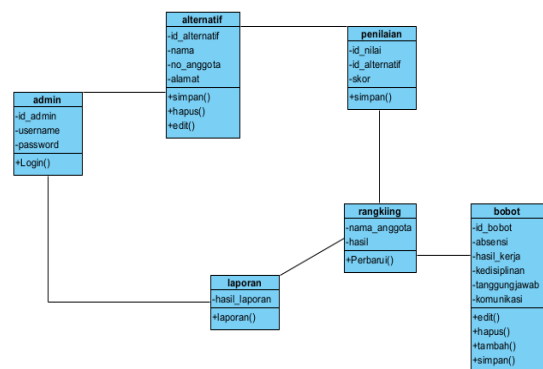 alternatif
-id_alternatif
-nama
-no_anggota
-alamat
+simpan()
+hapus()
+edit()
penilaian
-id_nilai
-id_alternatif
-skor
+simpan()
admin
-id_admin
-username
-password
+Login()
rangkiing
-nama_anggota
-hasil
+Perbarui()
bobot
-id_bobot
-absensi
-hasil_kerja
-kedisiplinan
-tanggungjawab
-komunikasi
+edit()
+hapus()
+tambah()
+simpan()
laporan
-hasil_laporan
+laporan()